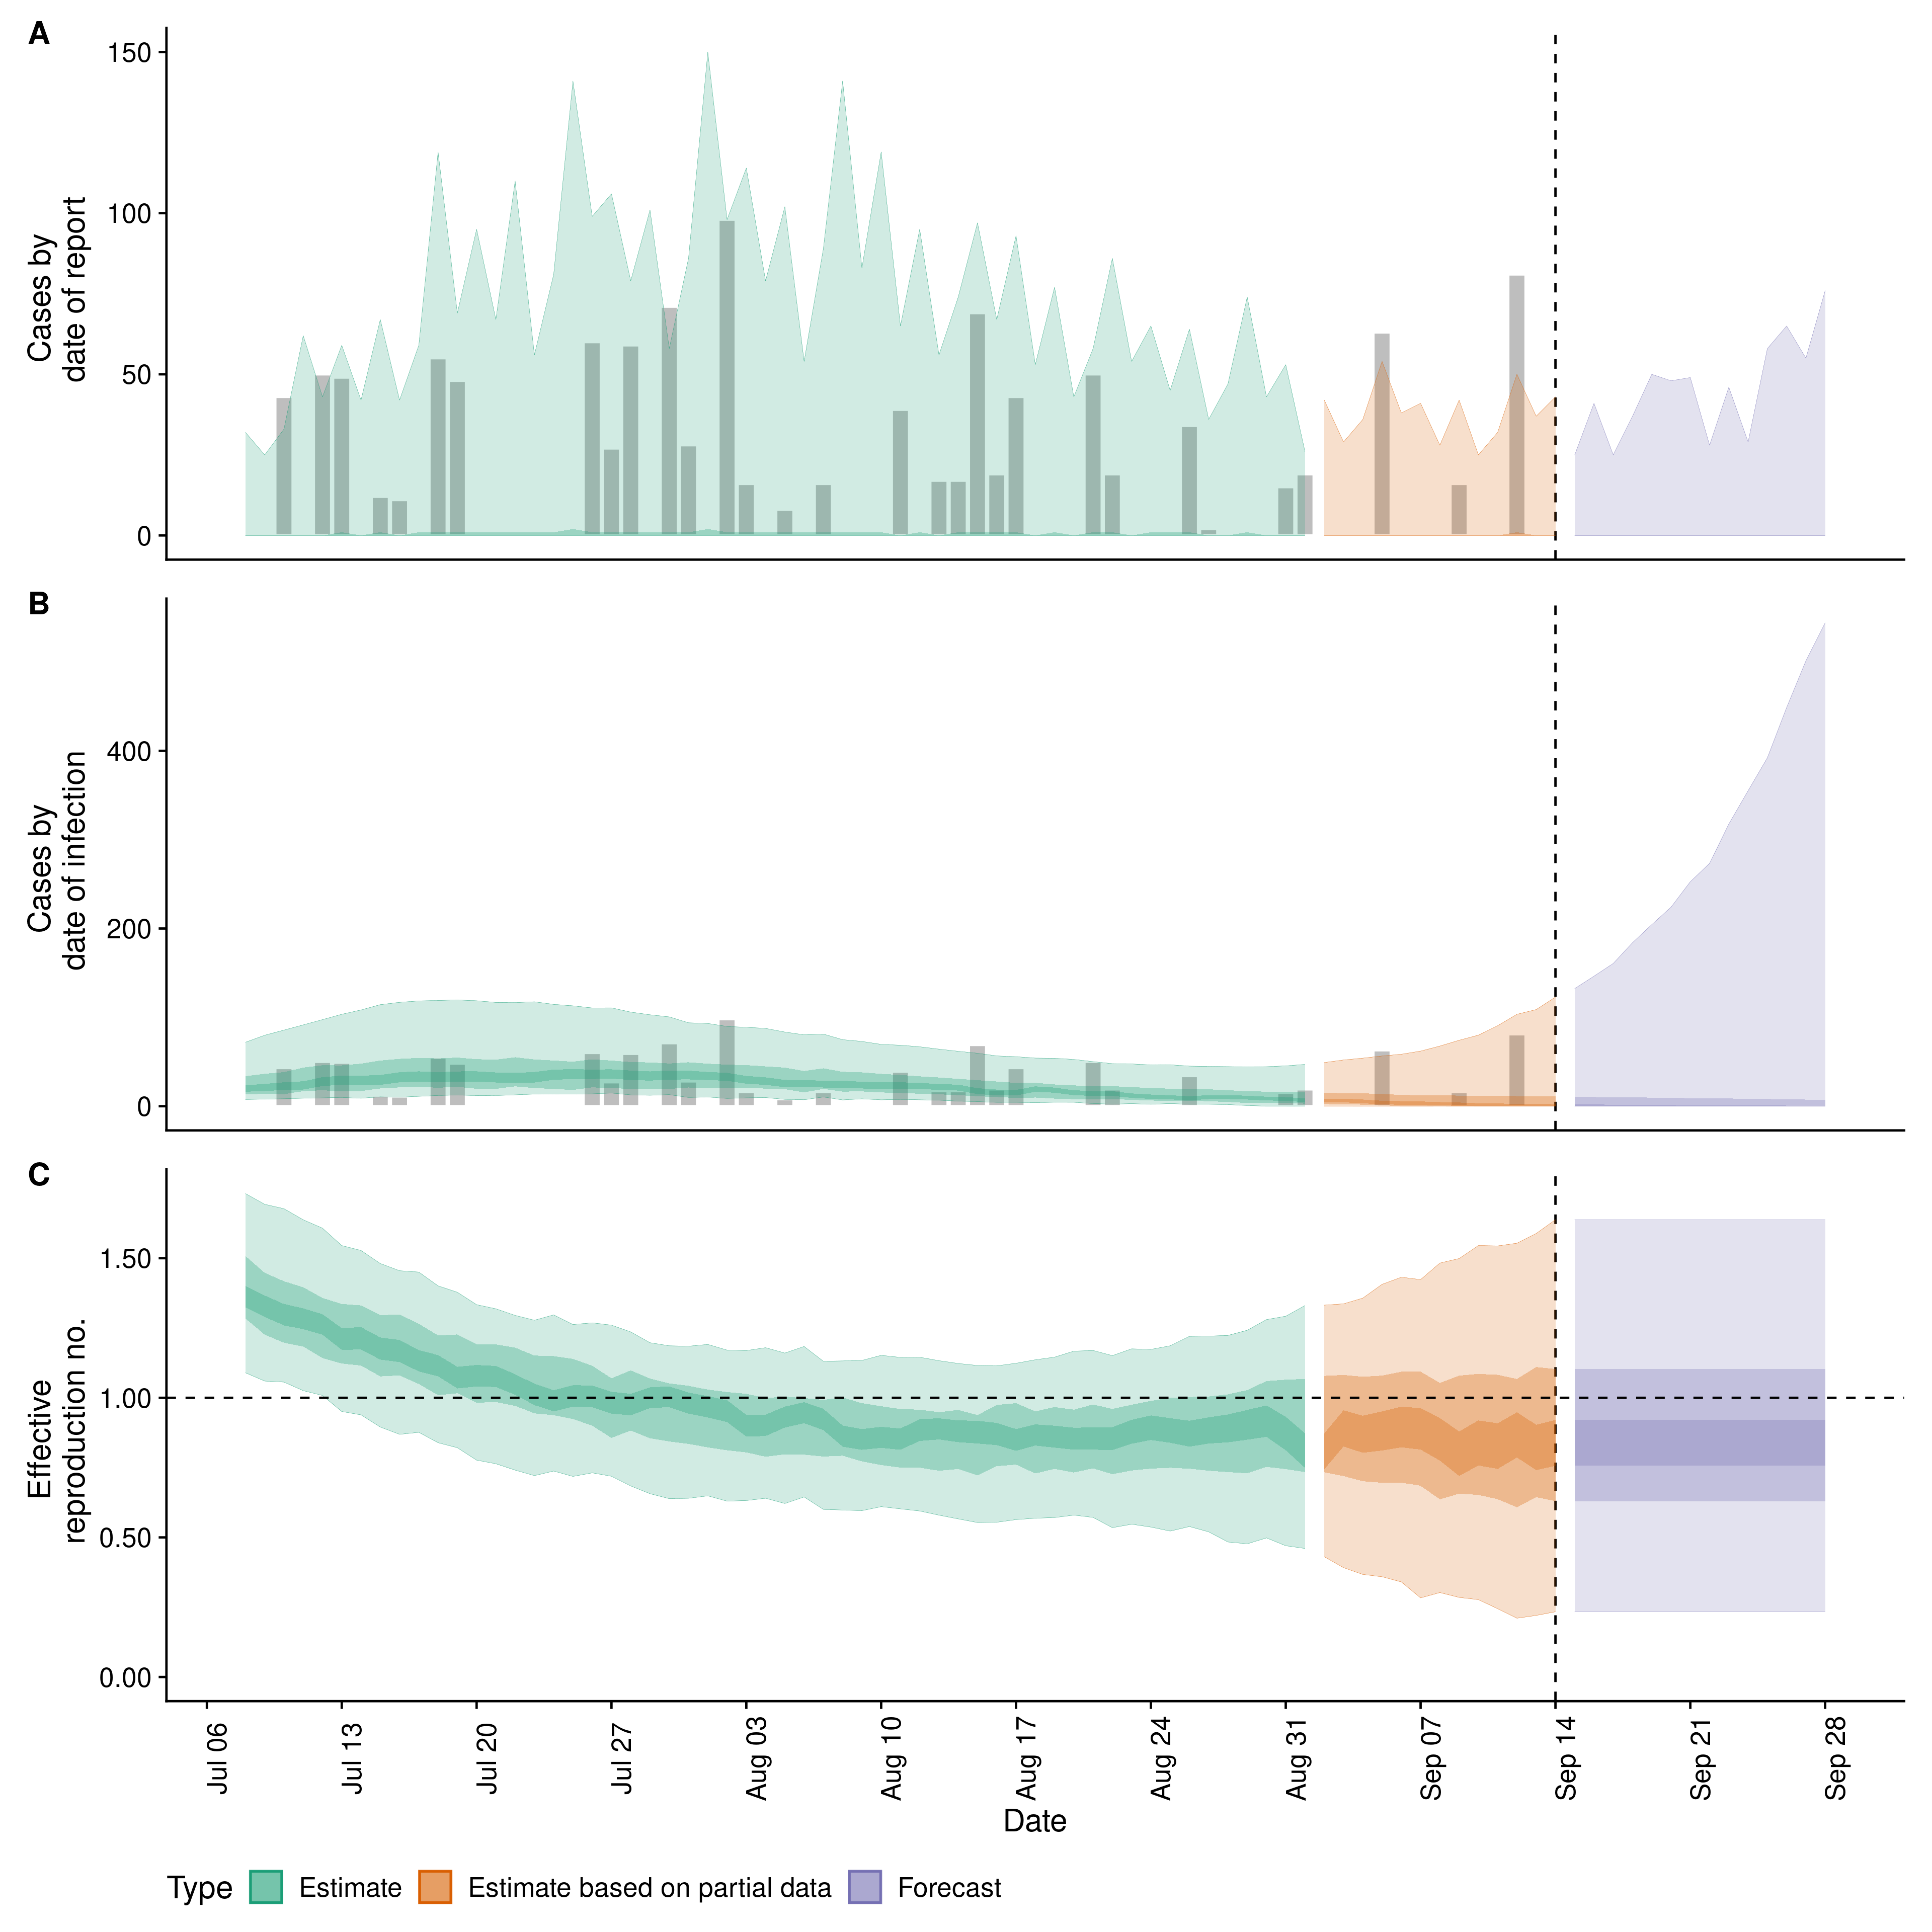 A
150
100
50
0
Cases by
date of report
B
400
200
0
Cases by
date of infection
C
1.50
1.00
0.50
0.00
Effective
reproduction no.
Jul 06
Jul 13
Jul 20
Jul 27
Aug 03
Aug 10
Aug 17
Aug 24
Aug 31
Sep 07
Sep 14
Sep 21
Sep 28
Date
Type Estimate Estimate based on partial data Forecast